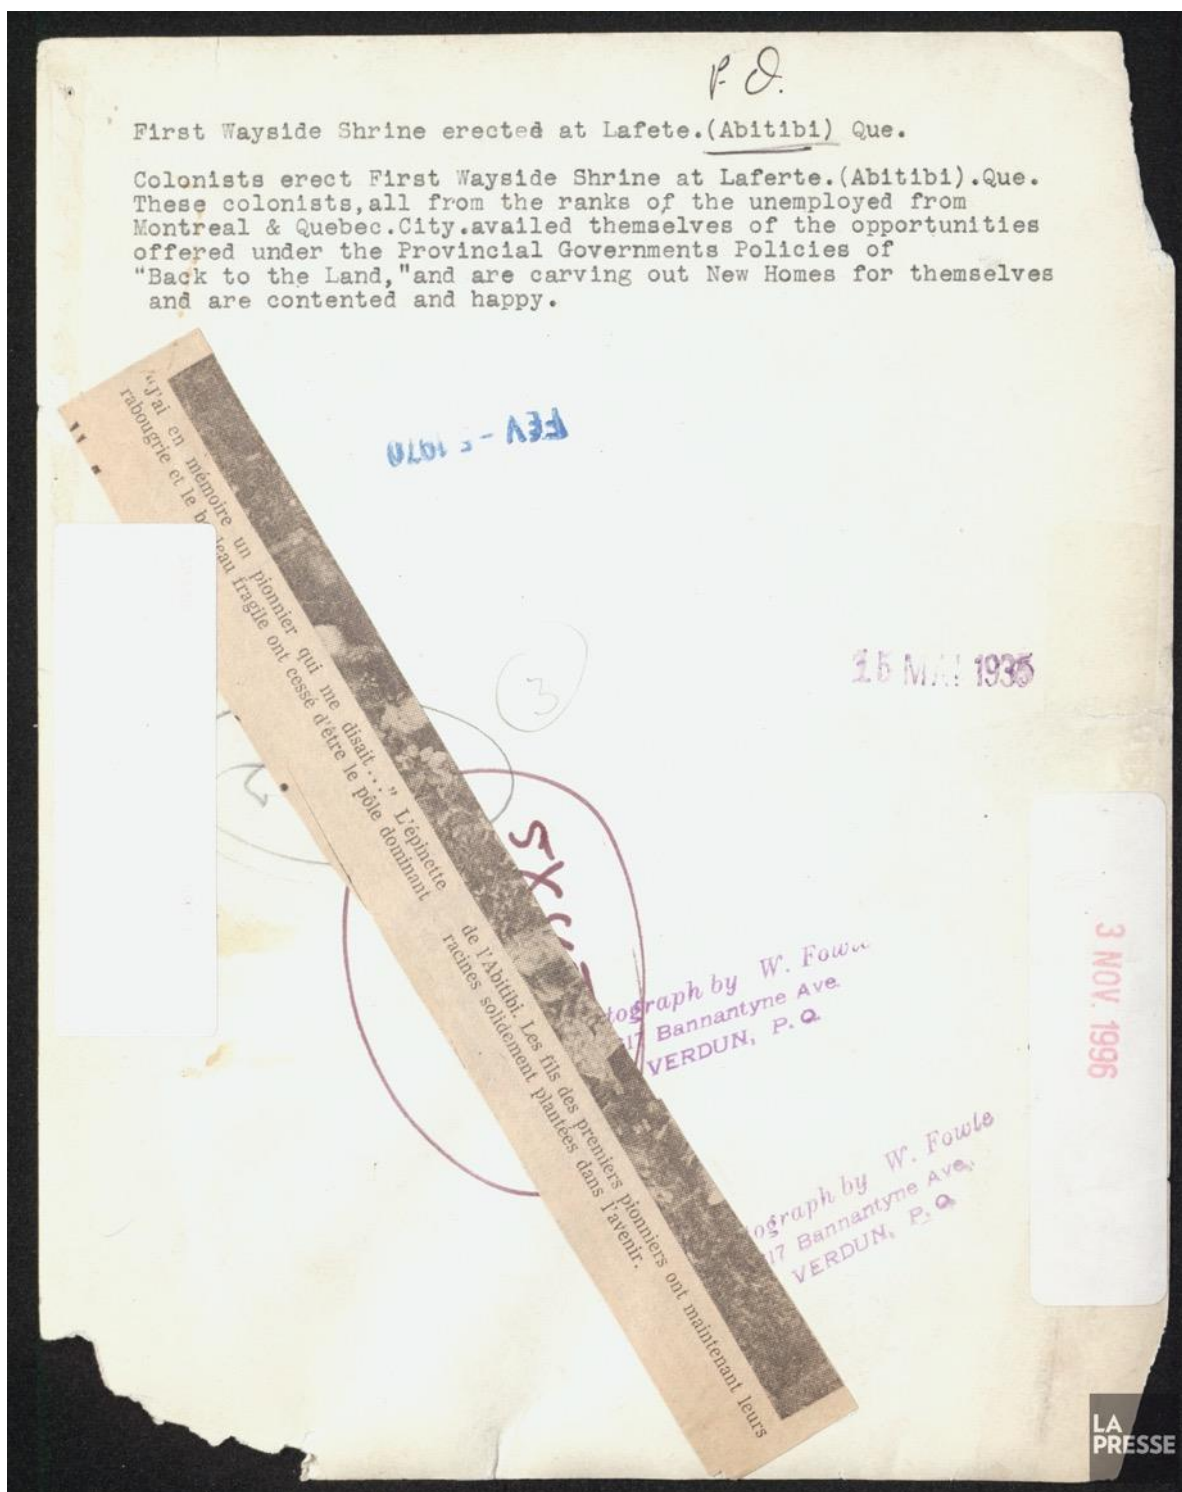 P.Q.
First Wayside Shrine erected at Lafete.(Abitibi) Que.
Colonists erect First Wayside Shrine at Laferte.(Abitibi).Que.
These colonists,all from the ranks of the unemployed from
Montreal & Quebec.City.availed themselves of the opportunities
offered under the Provincial Governments Policies of
"Back to the Land,"and are carving out New Homes for themselves
and are contented and happy.
"J'ai en mémoire un pionnier qui me disait..." L'épinette
rabougrie et le leau fragile ont cessé d'être le pôle dominant
de l'Abitibi. Les fils des premiers pionniers ont maintenant leurs
racines solidement plantées dans l'avenir.
FEV - 1970
3
15 1935
5X
tograph by W. Fow
17 Bannantyne Ave.
VERDUN, P. Q.
ograph by W. Fowle
17 Bannantyne Ave.
VERDUN, P. Q.
3 NOV. 1996
LA
PRESSE